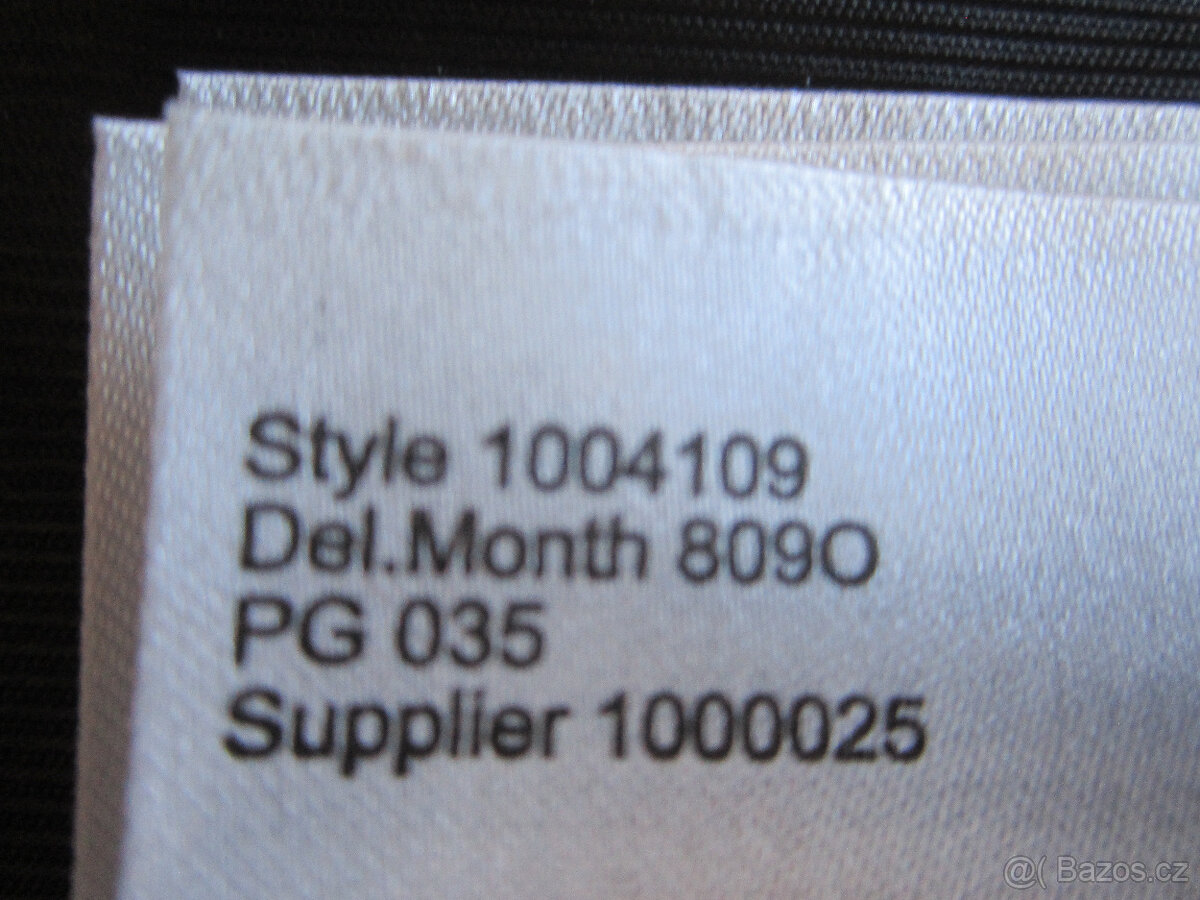 Style 1004109
Del.Month 809O
PG 035
Supplier 1000025
@( Bazos.cz